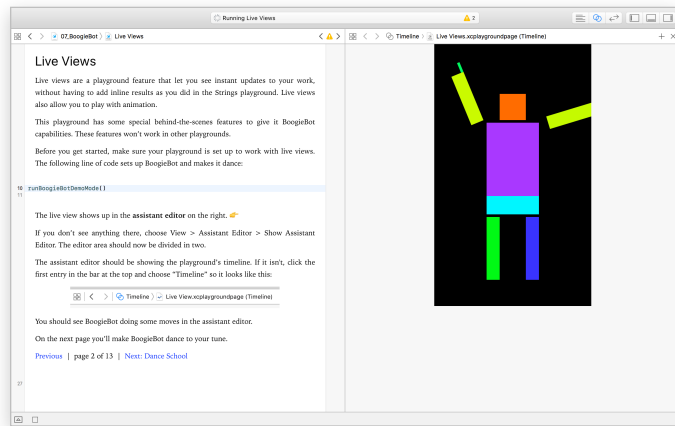 Running Live Views
2
07_BoogieBot
Live Views
Timeline
Live Views.xcplaygroundpage (Timeline)
Live Views
Live views are a playground feature that let you see instant updates to your work,
without having to add inline results as you did in the Strings playground. Live views
also allow you to play with animation.
This playground has some special behind-the-scenes features to give it BoogieBot
capabilities. These features won't work in other playgrounds.
Before you get started, make sure your playground is set up to work with live views.
The following line of code sets up BoogieBot and makes it dance:
10 runBoogieBotDemoMode()
11
The live view shows up in the assistant editor on the right. 👉
If you don't see anything there, choose View > Assistant Editor > Show Assistant
Editor. The editor area should now be divided in two.
The assistant editor should be showing the playground's timeline. If it isn't, click the
first entry in the bar at the top and choose "Timeline" so it looks like this:
Timeline
Live View.xcplaygroundpage (Timeline)
You should see BoogieBot doing some moves in the assistant editor.
On the next page you'll make BoogieBot dance to your tune.
Previous | page 2 of 13 | Next: Dance School
27